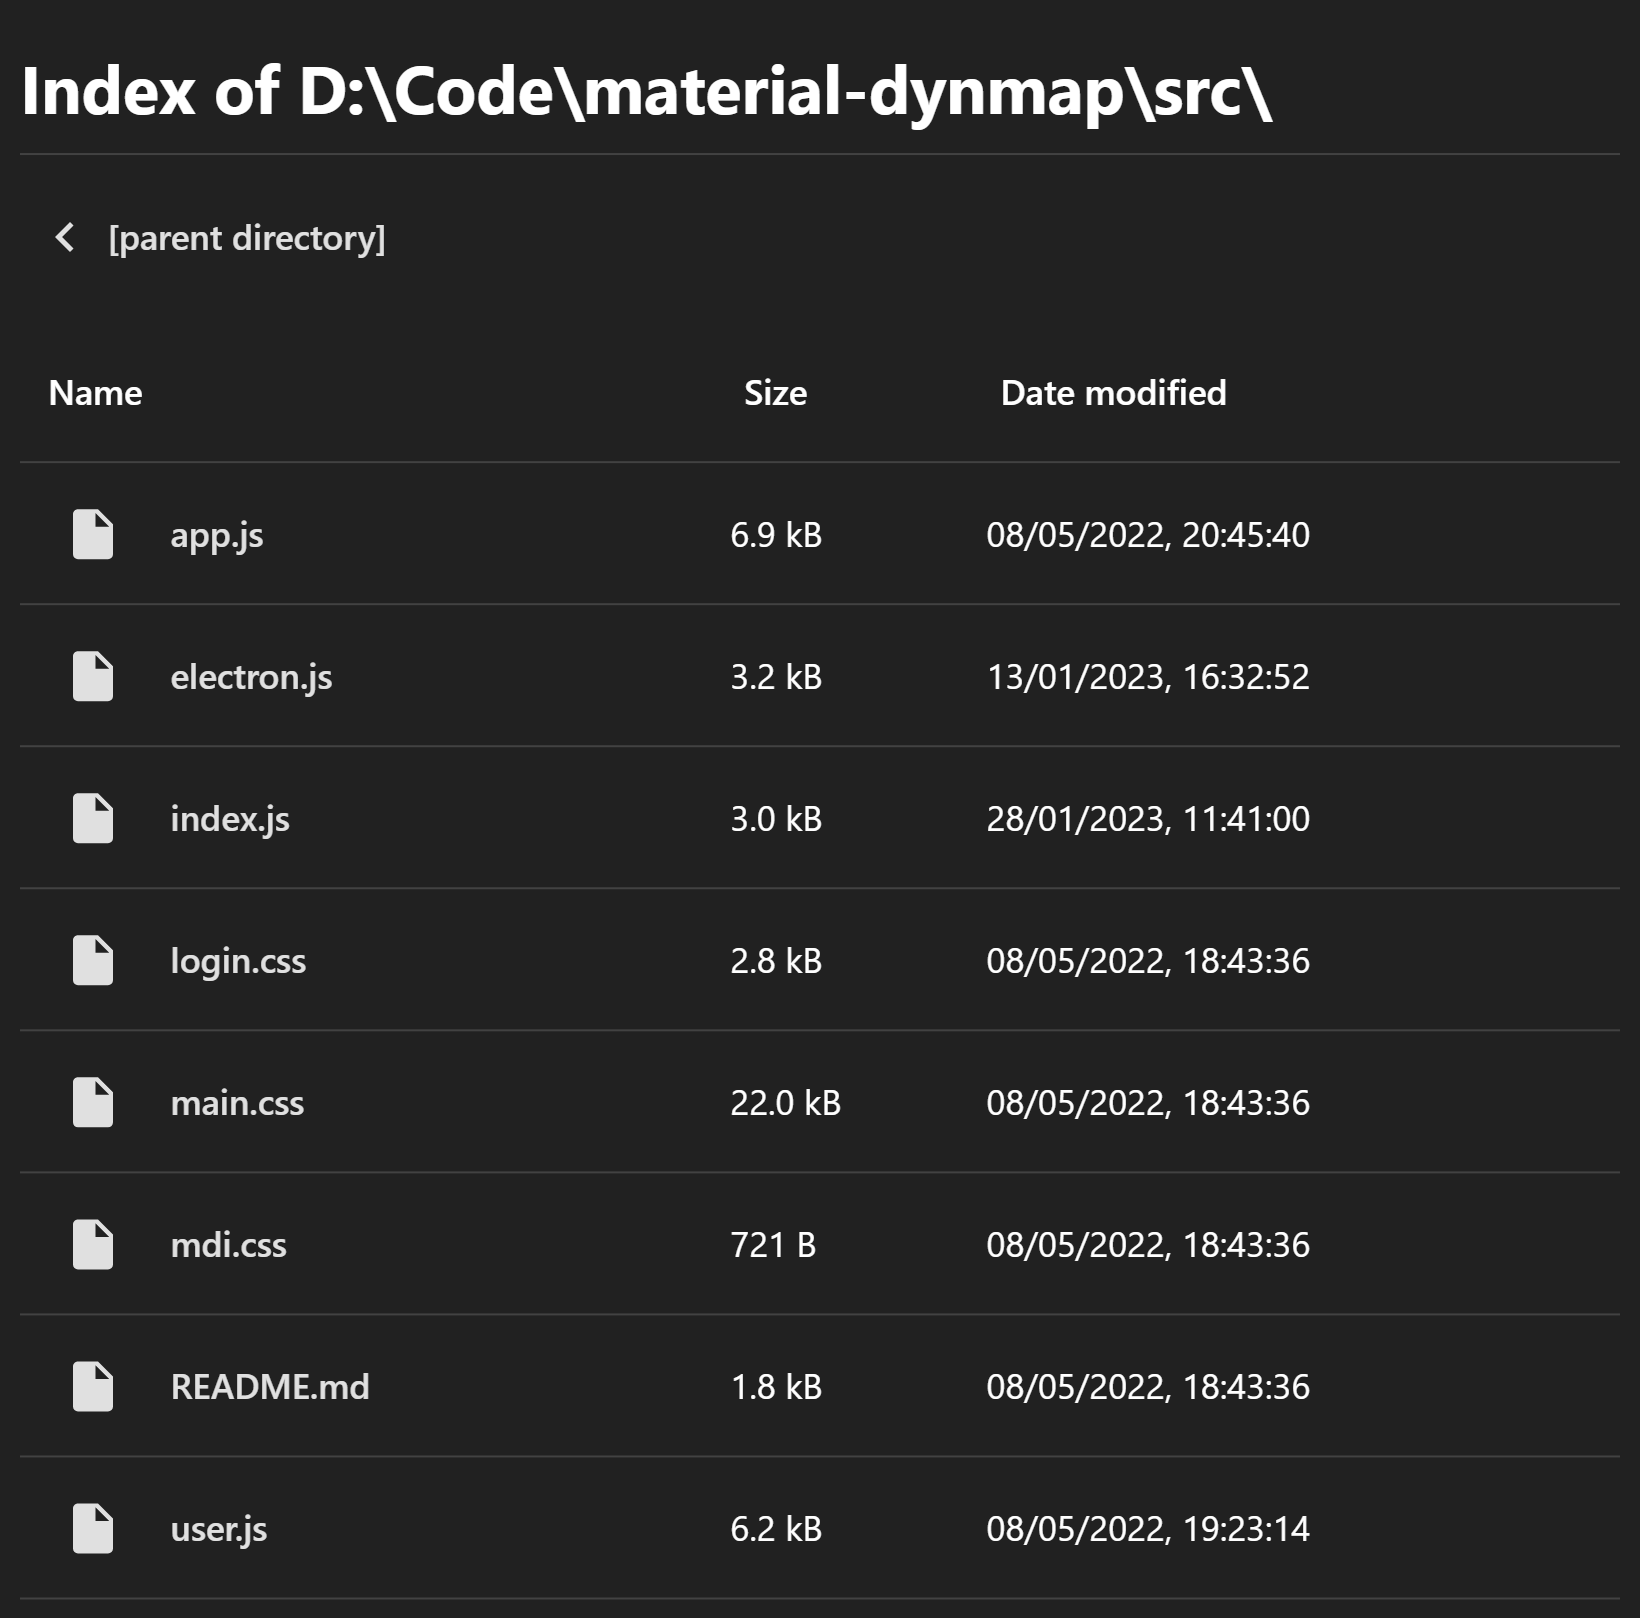 Index of D:\Code\material-dynmap\src\
[parent directory]
Name Size Date modified
app.js 6.9 kB 08/05/2022, 20:45:40
electron.js 3.2 kB 13/01/2023, 16:32:52
index.js 3.0 kB 28/01/2023, 11:41:00
login.css 2.8 kB 08/05/2022, 18:43:36
main.css 22.0 kB 08/05/2022, 18:43:36
mdi.css 721 B 08/05/2022, 18:43:36
README.md 1.8 kB 08/05/2022, 18:43:36
user.js 6.2 kB 08/05/2022, 19:23:14